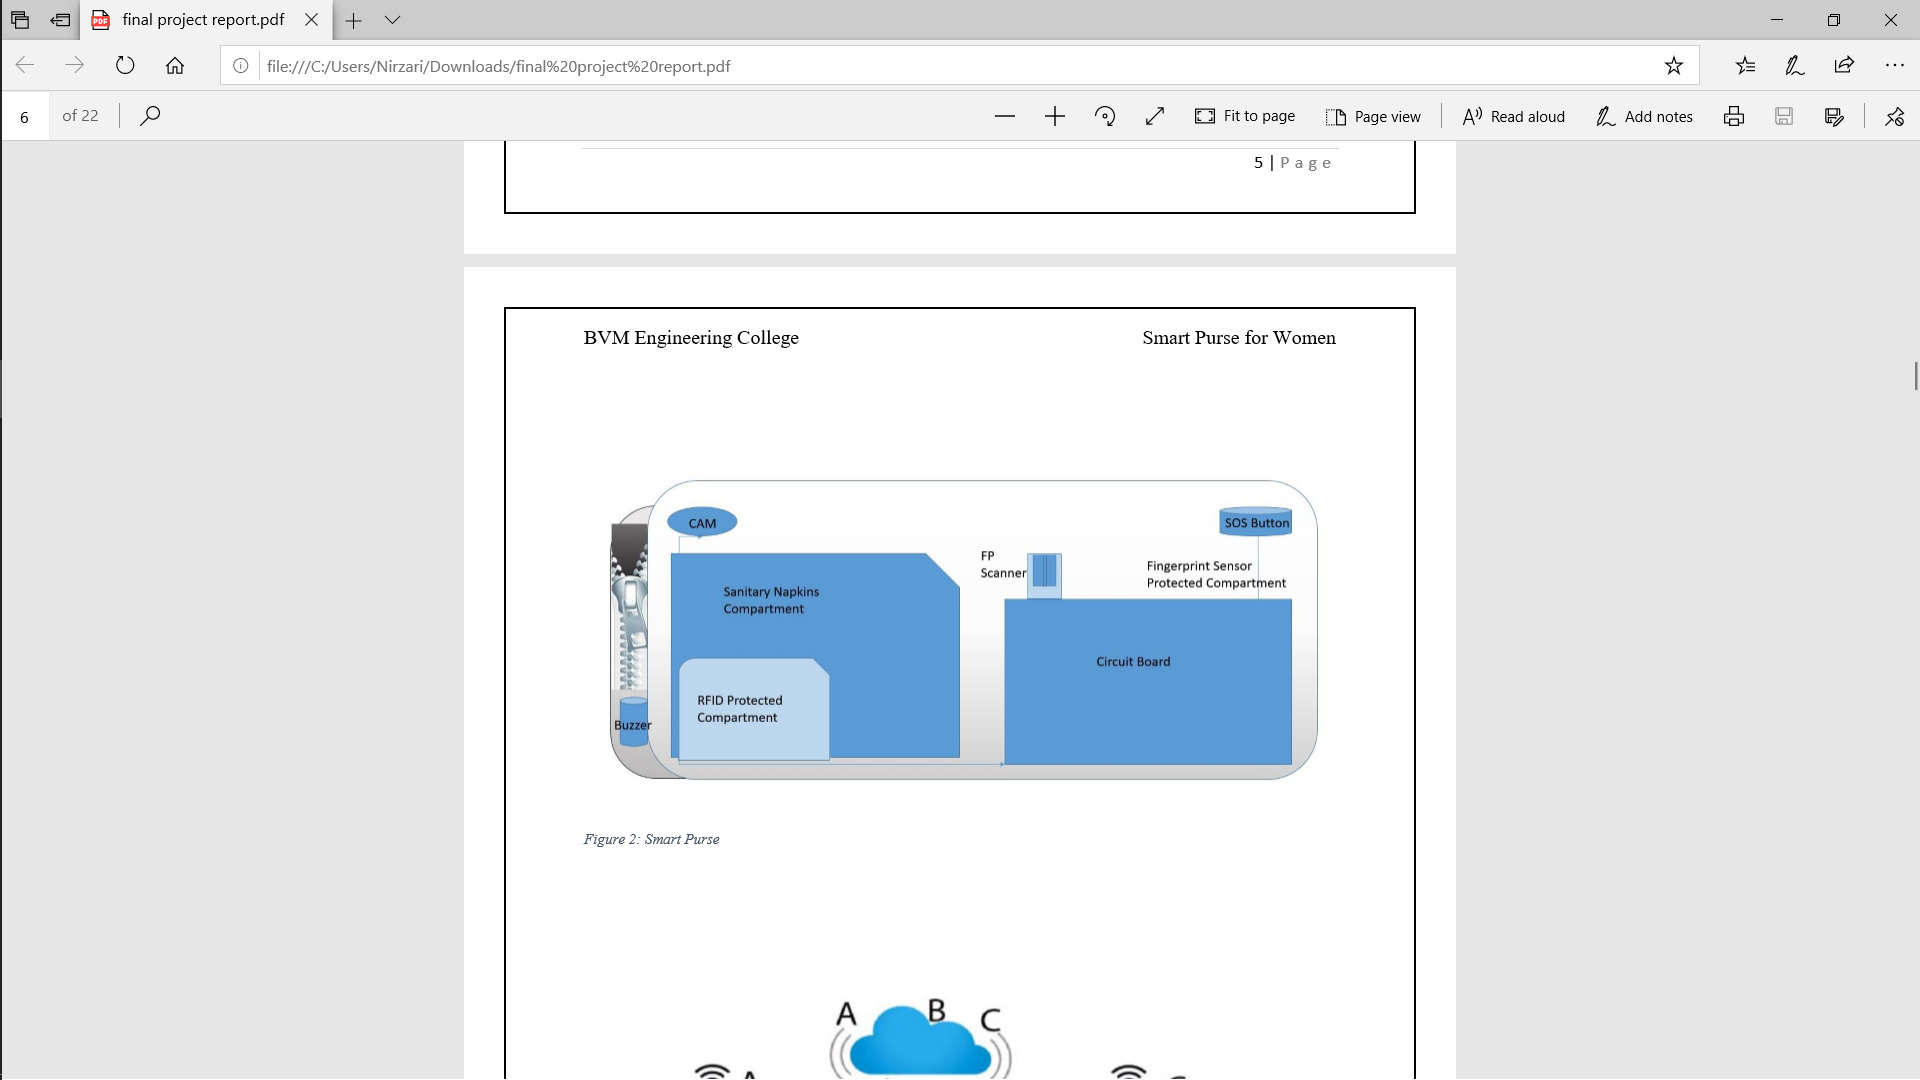 final project report.pdf
file:///C:/Users/Nirzari/Downloads/final%20project%20report.pdf
6 of 22
Fit to page
Page view
Read aloud
Add notes
5 | Page
BVM Engineering College
Smart Purse for Women
CAM
SOS Button
FP
Scanner
Fingerprint Sensor
Protected Compartment
Sanitary Napkins
Compartment
Circuit Board
RFID Protected
Compartment
Buzzer
Figure 2: Smart Purse
A B C